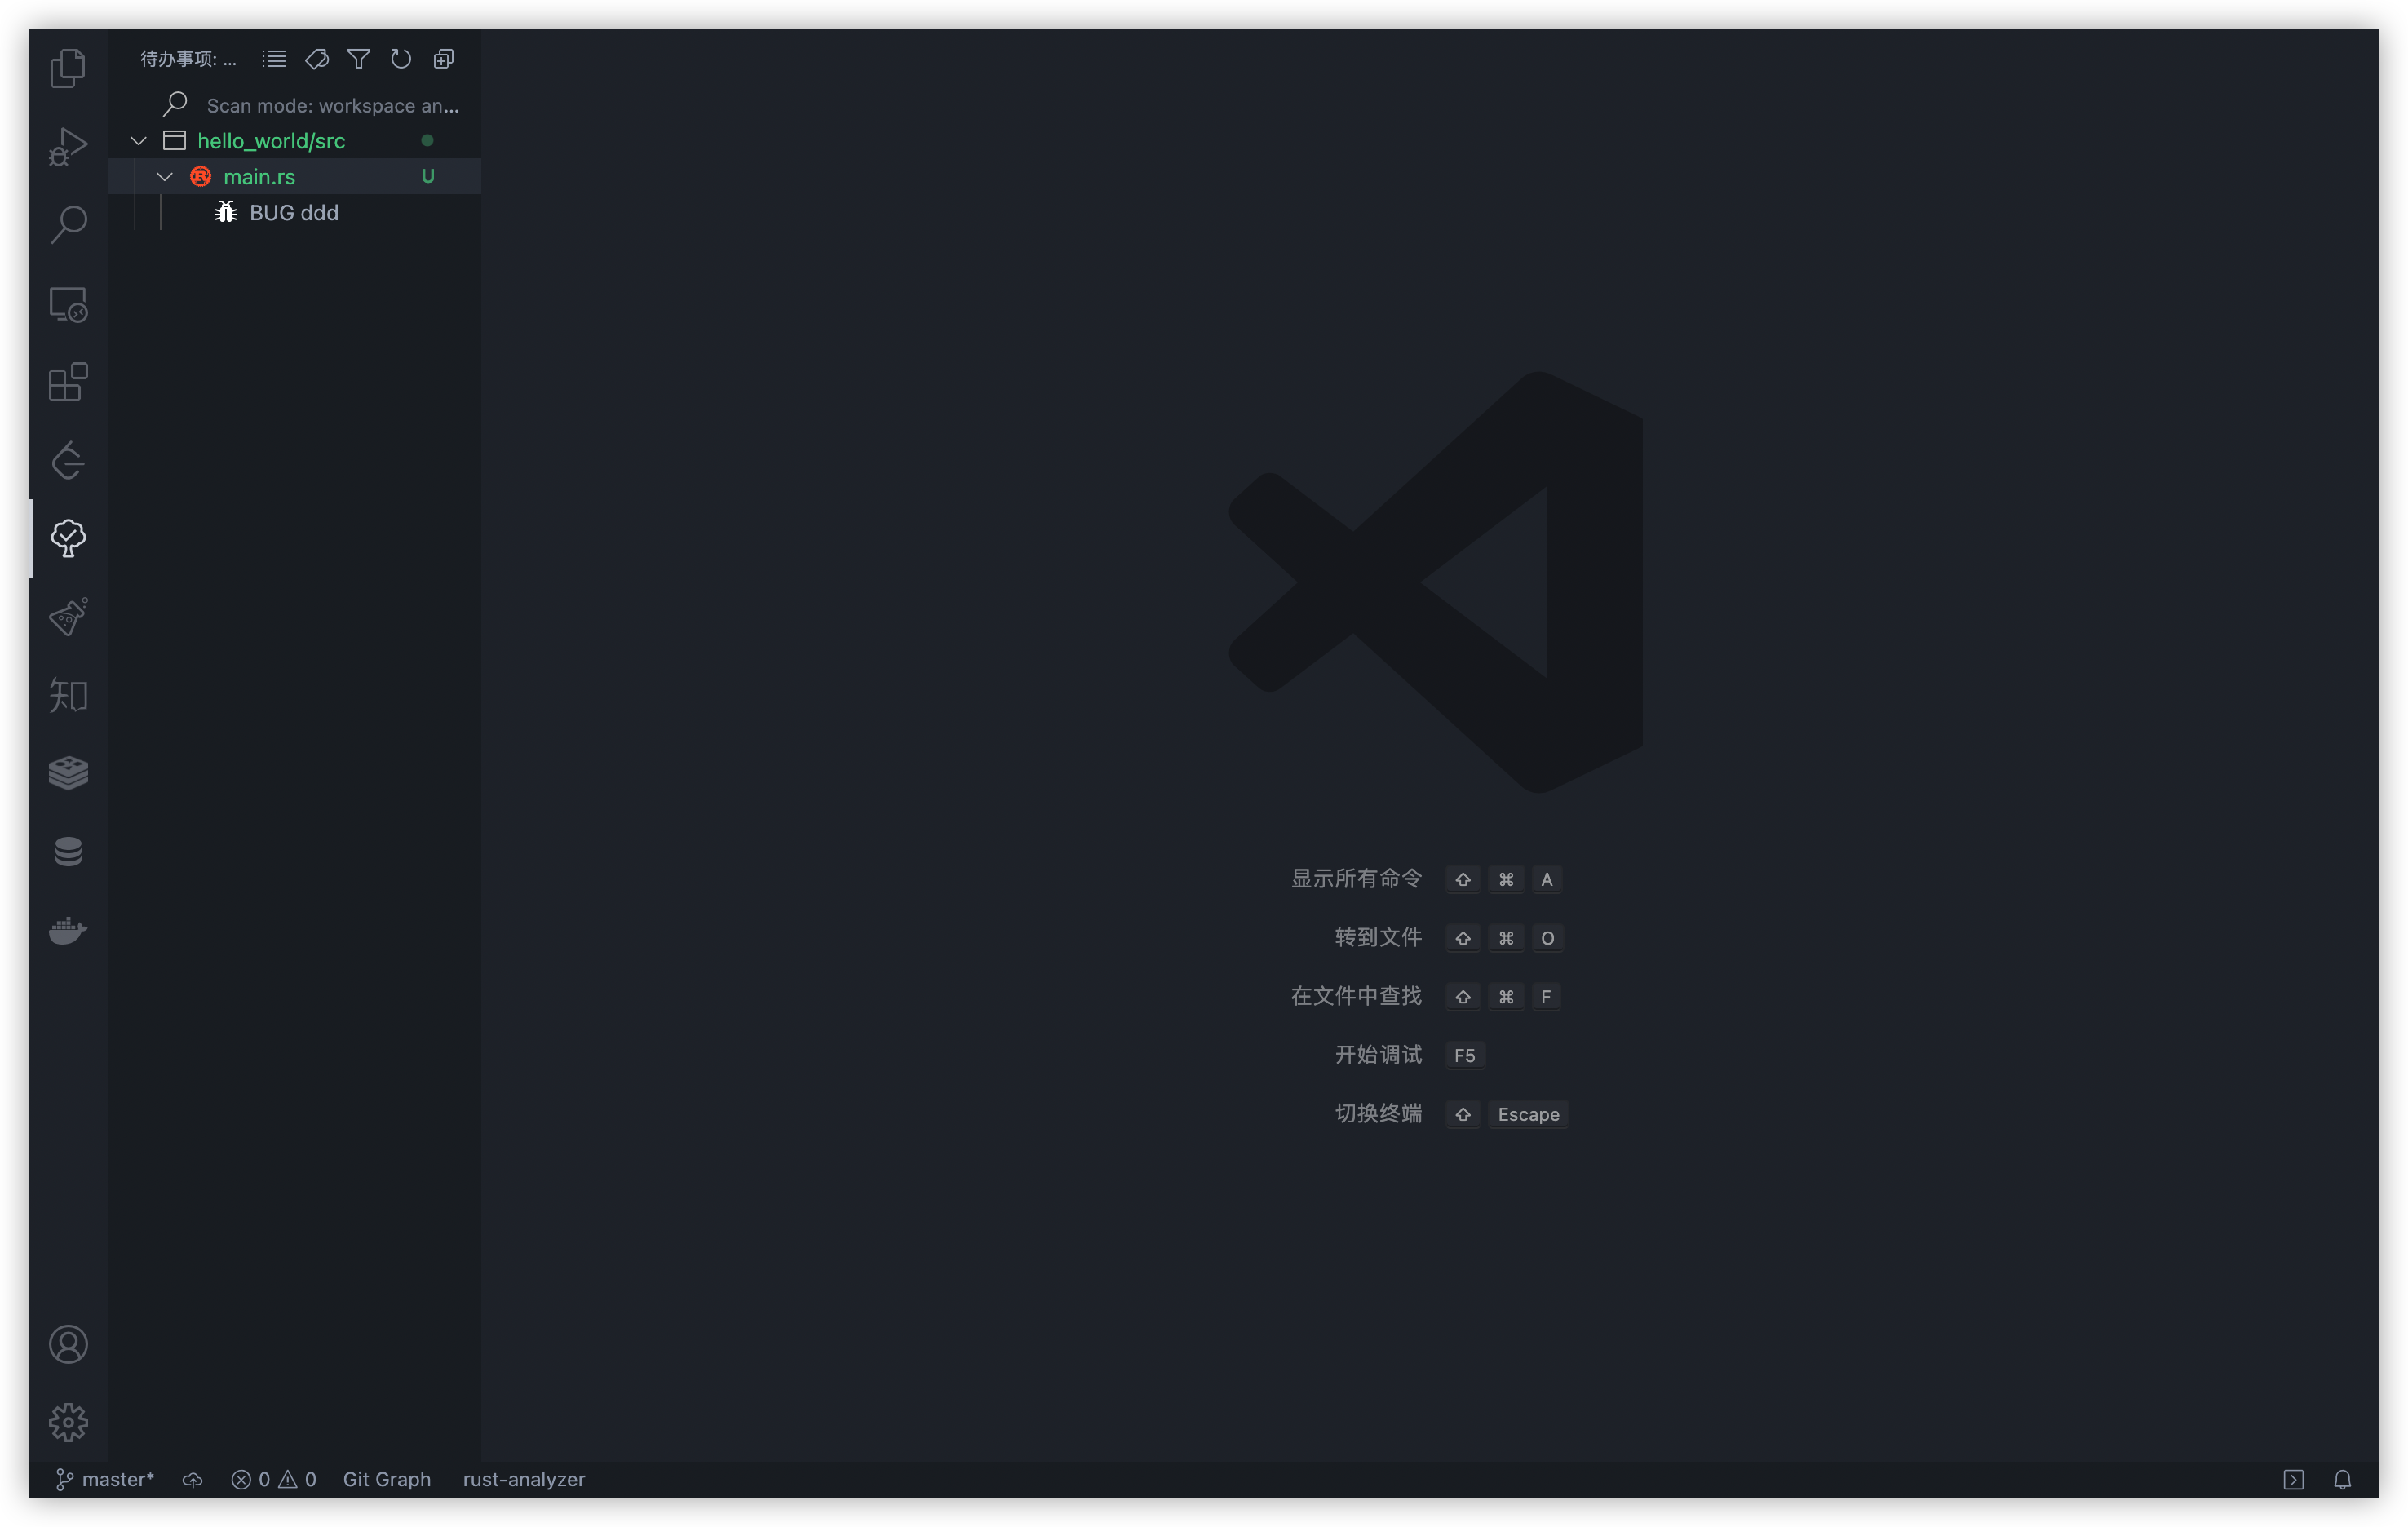 待办事项: ...
Scan mode: workspace an...
hello_world/src
main.rs U
BUG ddd
知
显示所有命令 ⇧ ⌘ A
转到文件 ⇧ ⌘ O
在文件中查找 ⇧ ⌘ F
开始调试 F5
切换终端 ⇧ Escape
master* 0 0 Git Graph rust-analyzer